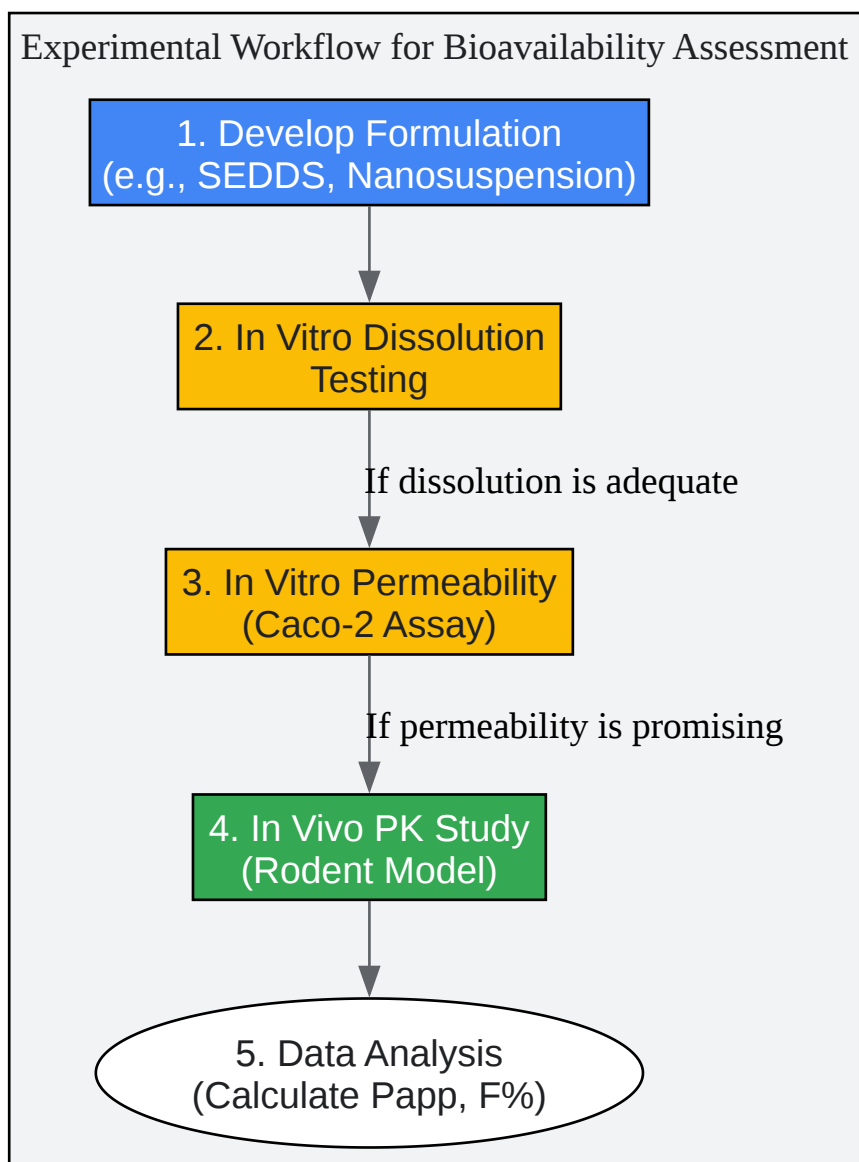 Experimental Workflow for Bioavailability Assessment
1. Develop Formulation
(e.g., SEDDS, Nanosuspension)
2. In Vitro Dissolution
Testing
If dissolution is adequate
3. In Vitro Permeability
(Caco-2 Assay)
If permeability is promising
4. In Vivo PK Study
(Rodent Model)
5. Data Analysis
(Calculate Papp, F%)